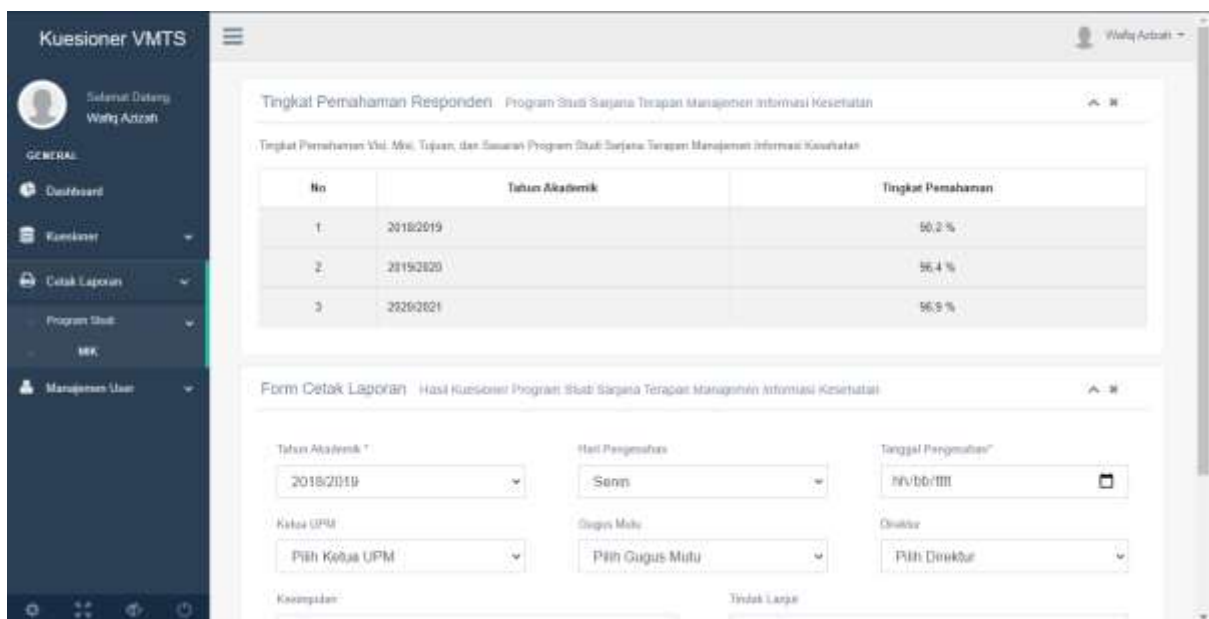 Kuesioner VMTS
Wafiq Azizah
Selamat Datang
Wafiq Azizah
GENERAL
Dashboard
Kuesioner
Cetak Laporan
Program Studi
MIK
Manajemen User
Tingkat Pemahaman Responden Program Studi Sarjana Terapan Manajemen Informasi Kesehatan
Tingkat Pemahaman Visi, Misi, Tujuan, dan Sasaran Program Studi Sarjana Terapan Manajemen Informasi Kesehatan
No Tahun Akademik Tingkat Pemahaman
1 2018/2019 %
2 2019/2020 96.4 %
3 2020/2021 96.9 %
Form Cetak Laporan Hasil Kuesioner Program Studi Sarjana Terapan Manajemen Informasi Kesehatan
Tahun Akademik * Hari Pengesahan Tanggal Pengesahan*
2018/2019 Senin hh/bb/tttt
Ketua UPM Gugus Mutu Direktur
Pilih Ketua UPM Pilih Gugus Mutu Pilih Direktur
Kesimpulan Tindak Lanjut